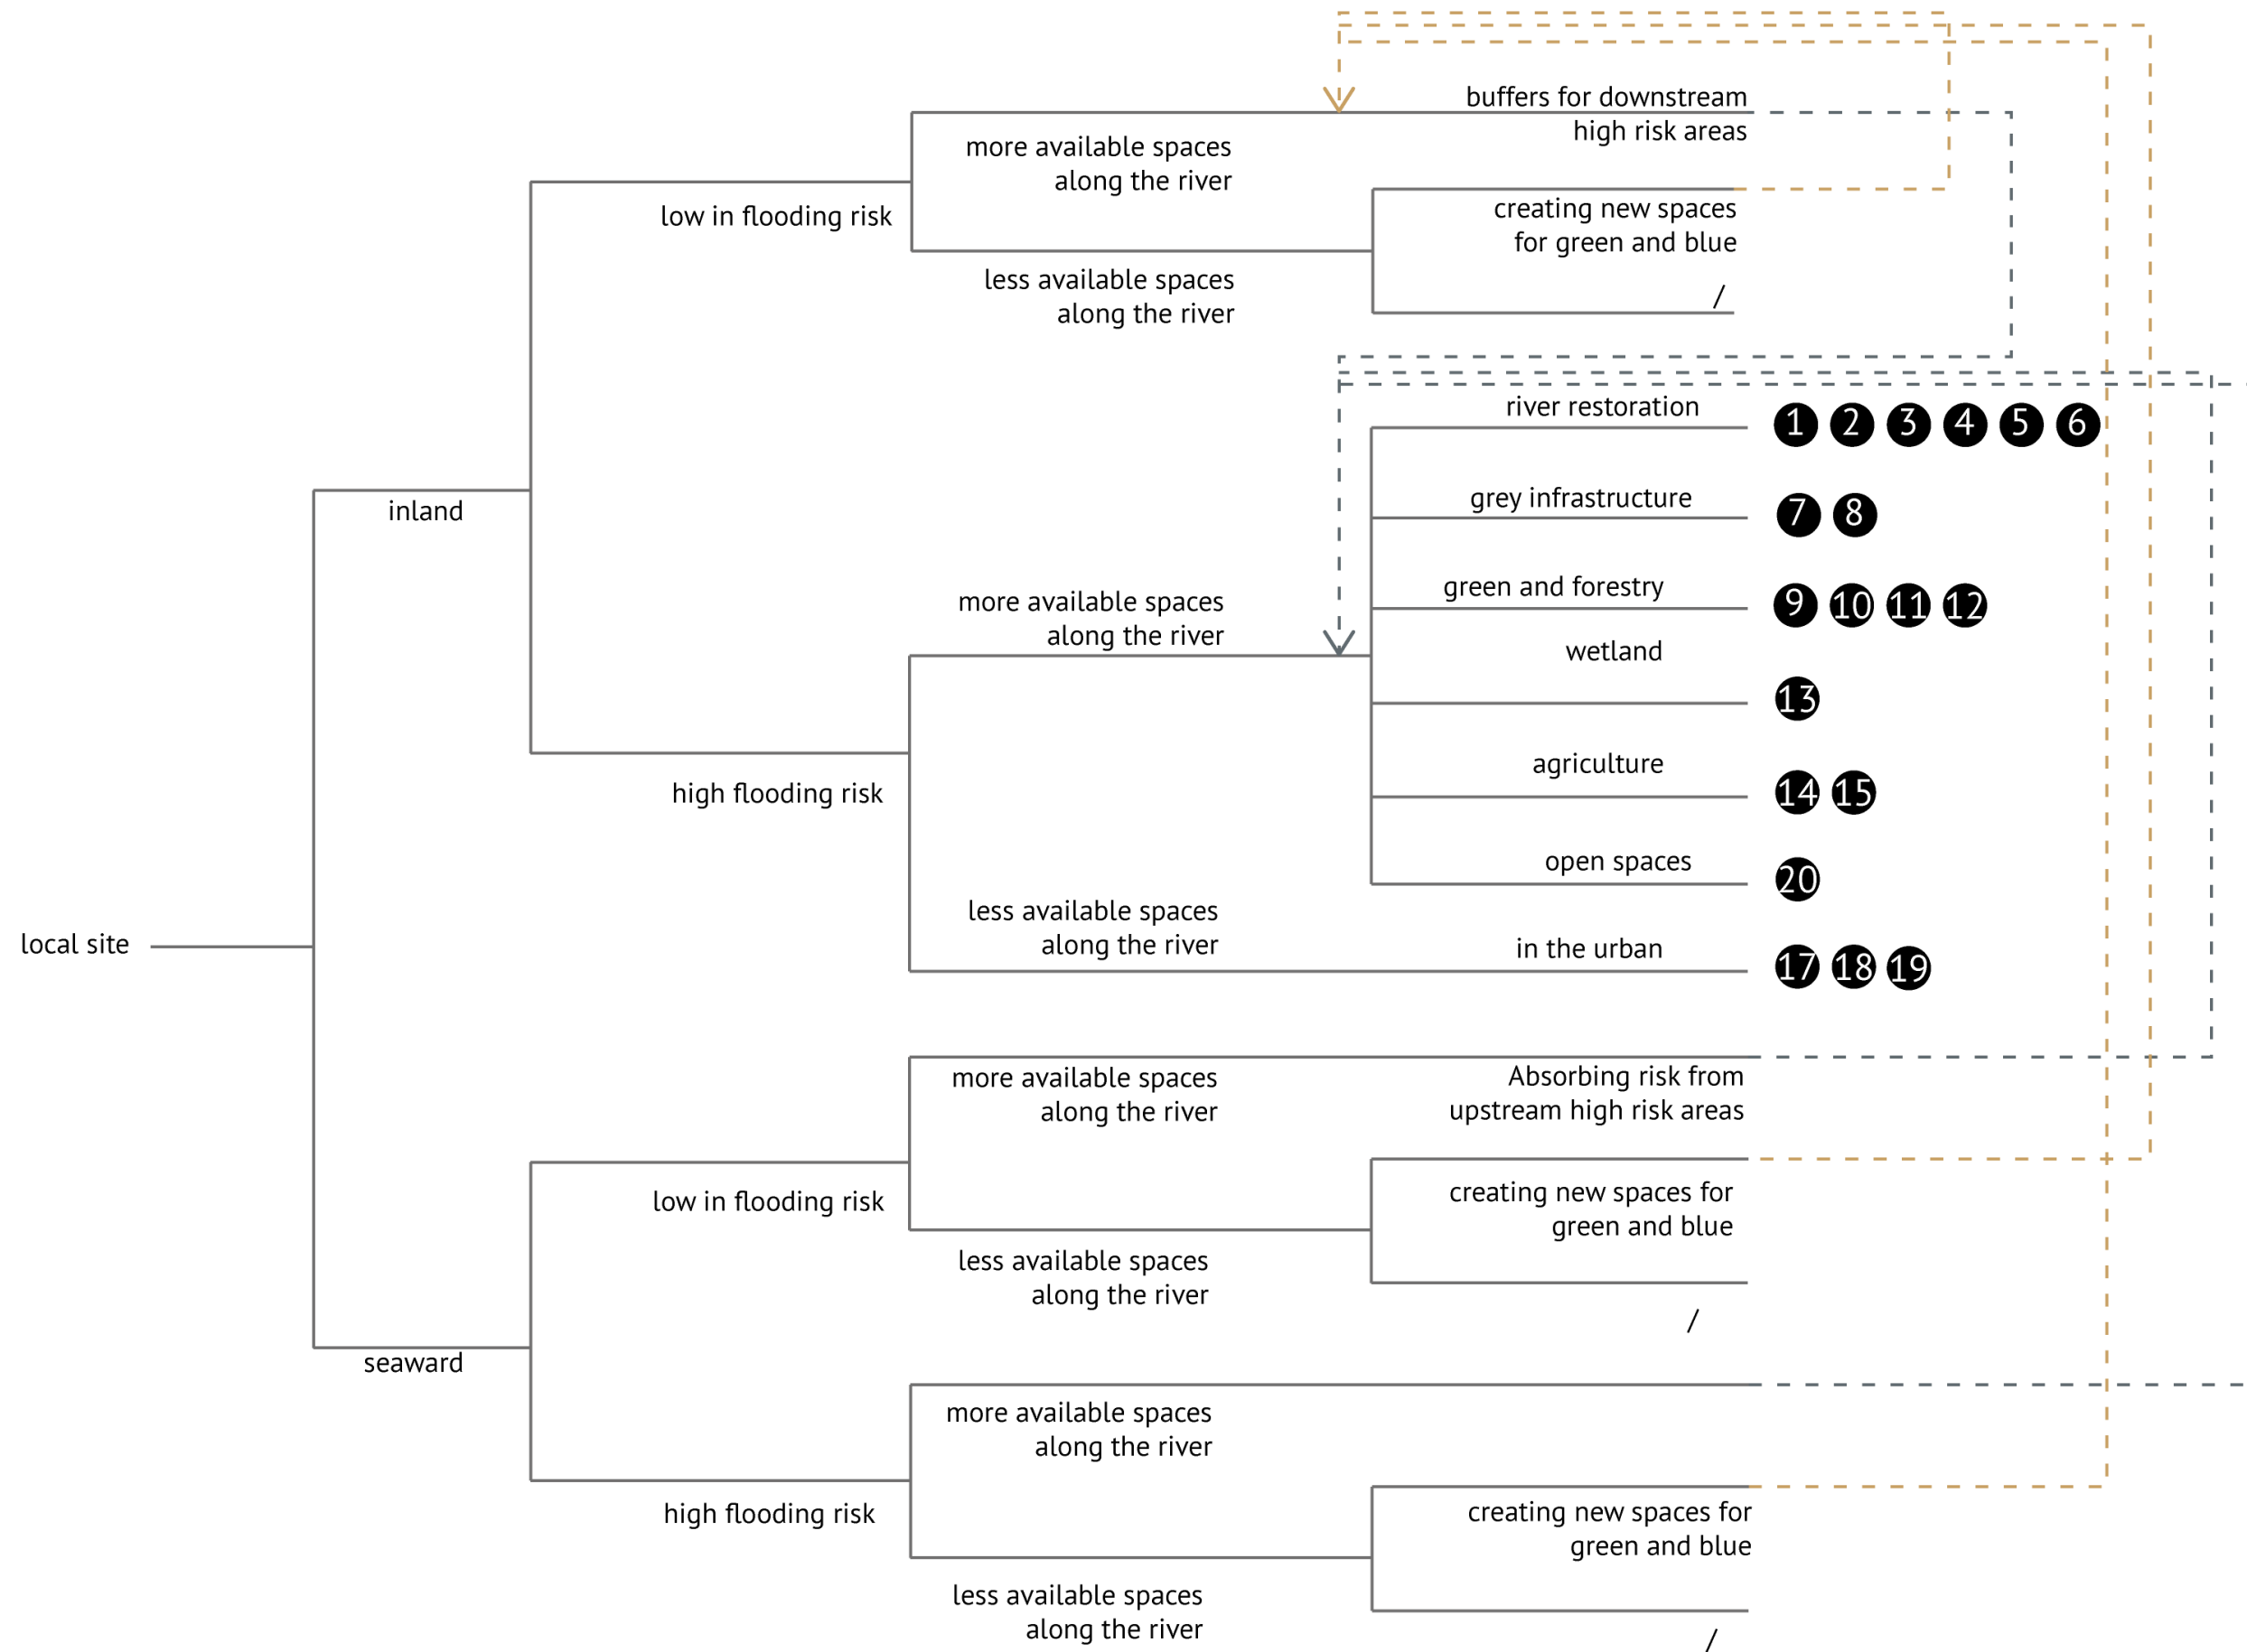 buffers for downstream
high risk areas
more available spaces
along the river
low in flooding risk
creating new spaces
for green and blue
less available spaces
along the river
/
river restoration
1 2 3 4 5 6
inland
grey infrastructure
7 8
green and forestry
9 10 11 12
more available spaces
along the river
wetland
13
high flooding risk
agriculture
14 15
open spaces
20
less available spaces
along the river
in the urban
17 18 19
local site
more available spaces
along the river
Absorbing risk from
upstream high risk areas
low in flooding risk
creating new spaces for
green and blue
less available spaces
along the river
/
seaward
more available spaces
along the river
high flooding risk
creating new spaces for
green and blue
less available spaces
along the river
/